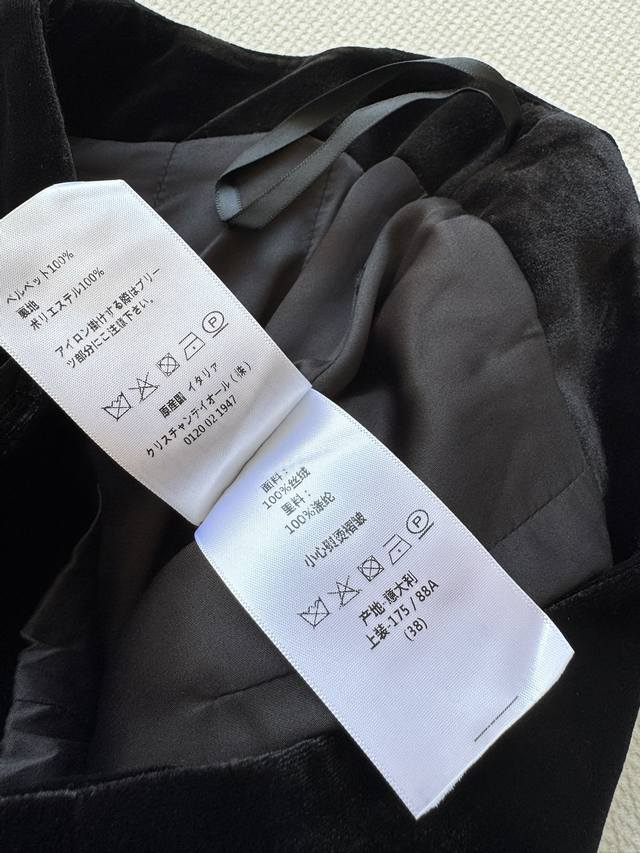 ベルベット100%
裏地
ポリエステル100%
アイロン掛けする際はプリー
ツ部分にご注意下さい。
P
原産国 イタリア
クリスチャンディオール(株)
0120 02 1947
面料:
100%丝绒
里料:
100%涤纶
小心熨烫褶皱
P
产地-意大利
上装-175 / 88A
(38)